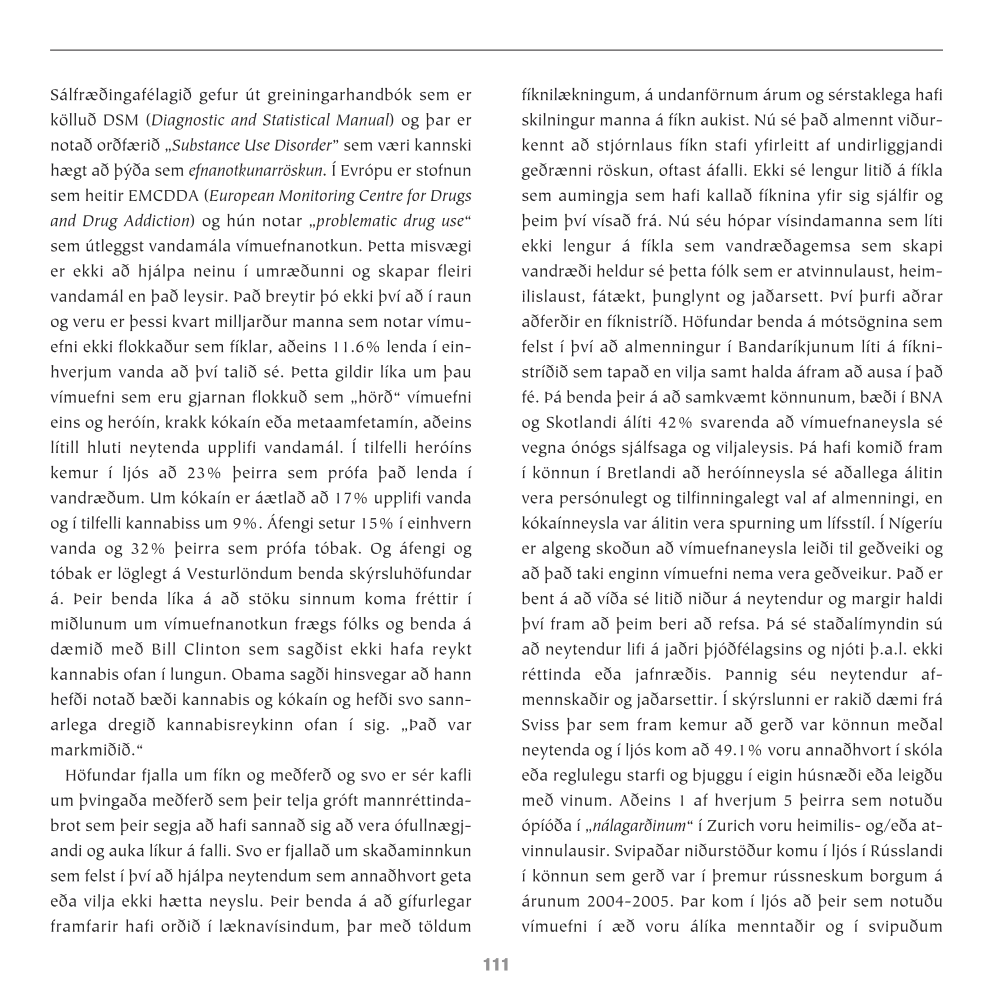 Sálfræðingafélagið gefur út greiningarhandbók sem er
kölluð DSM (Diagnostic and Statistical Manual) og þar er
notað orðfærið „Substance Use Disorder” sem væri kannski
hægt að þýða sem efnanotkunarröskun. Í Evrópu er stofnun
sem heitir EMCDDA (European Monitoring Centre for Drugs
and Drug Addiction) og hún notar „problematic drug use“
sem útleggst vandamála vímuefnanotkun. Þetta misvægi
er ekki að hjálpa neinu í umræðunni og skapar fleiri
vandamál en það leysir. Það breytir þó ekki því að í raun
og veru er þessi kvart milljarður manna sem notar vímu-
efni ekki flokkaður sem fíklar, aðeins 11.6% lenda í ein-
hverjum vanda að því talið sé. Þetta gildir líka um þau
vímuefni sem eru gjarnan flokkuð sem „hörð“ vímuefni
eins og heróín, krakk kókaín eða metaamfetamín, aðeins
lítill hluti neytenda upplifi vandamál. Í tilfelli heróíns
kemur í ljós að 23% þeirra sem prófa það lenda í
vandræðum. Um kókaín er áætlað að 17% upplifi vanda
og í tilfelli kannabiss um 9%. Áfengi setur 15% í einhvern
vanda og 32% þeirra sem prófa tóbak. Og áfengi og
tóbak er löglegt á Vesturlöndum benda skýrsluhöfundar
á. Þeir benda líka á að stöku sinnum koma fréttir í
miðlunum um vímuefnanotkun frægs fólks og benda á
dæmið með Bill Clinton sem sagðist ekki hafa reykt
kannabis ofan í lungun. Obama sagði hinsvegar að hann
hefði notað bæði kannabis og kókaín og hefði svo sann-
arlega dregið kannabisreykinn ofan í sig. „Það var
markmiðið.“
Höfundar fjalla um fíkn og meðferð og svo er sér kafli
um þvingaða meðferð sem þeir telja gróft mannréttinda-
brot sem þeir segja að hafi sannað sig að vera ófullnægj-
andi og auka líkur á falli. Svo er fjallað um skaðaminnkun
sem felst í því að hjálpa neytendum sem annaðhvort geta
eða vilja ekki hætta neyslu. Þeir benda á að gífurlegar
framfarir hafi orðið í læknavísindum, þar með töldum
fíknilækningum, á undanförnum árum og sérstaklega hafi
skilningur manna á fíkn aukist. Nú sé það almennt viður-
kennt að stjórnlaus fíkn stafi yfirleitt af undirliggjandi
geðrænni röskun, oftast áfalli. Ekki sé lengur litið á fíkla
sem aumingja sem hafi kallað fíknina yfir sig sjálfir og
þeim því vísað frá. Nú séu hópar vísindamanna sem líti
ekki lengur á fíkla sem vandræðagemsa sem skapi
vandræði heldur sé þetta fólk sem er atvinnulaust, heim-
ilislaust, fátækt, þunglynt og jaðarsett. Því þurfi aðrar
aðferðir en fíknistríð. Höfundar benda á mótsögnina sem
felst í því að almenningur í Bandaríkjunum líti á fíkni-
stríðið sem tapað en vilja samt halda áfram að ausa í það
fé. Þá benda þeir á að samkvæmt könnunum, bæði í BNA
og Skotlandi áliti 42% svarenda að vímuefnaneysla sé
vegna ónógs sjálfsaga og viljaleysis. Þá hafi komið fram
í könnun í Bretlandi að heróínneysla sé aðallega álitin
vera persónulegt og tilfinningalegt val af almenningi, en
kókaínneysla var álitin vera spurning um lífsstíl. Í Nígeríu
er algeng skoðun að vímuefnaneysla leiði til geðveiki og
að það taki enginn vímuefni nema vera geðveikur. Það er
bent á að víða sé litið niður á neytendur og margir haldi
því fram að þeim beri að refsa. Þá sé staðalímyndin sú
að neytendur lifi á jaðri þjóðfélagsins og njóti þ.a.l. ekki
réttinda eða jafnræðis. Þannig séu neytendur af-
mennskaðir og jaðarsettir. Í skýrslunni er rakið dæmi frá
Sviss þar sem fram kemur að gerð var könnun meðal
neytenda og í ljós kom að 49.1% voru annaðhvort í skóla
eða reglulegu starfi og bjuggu í eigin húsnæði eða leigðu
með vinum. Aðeins 1 af hverjum 5 þeirra sem notuðu
ópíóða í „nálagarðinum“ í Zurich voru heimilis- og/eða at-
vinnulausir. Svipaðar niðurstöður komu í ljós í Rússlandi
í könnun sem gerð var í þremur rússneskum borgum á
árunum 2004-2005. Þar kom í ljós að þeir sem notuðu
vímuefni í æð voru álíka menntaðir og í svipuðum
111